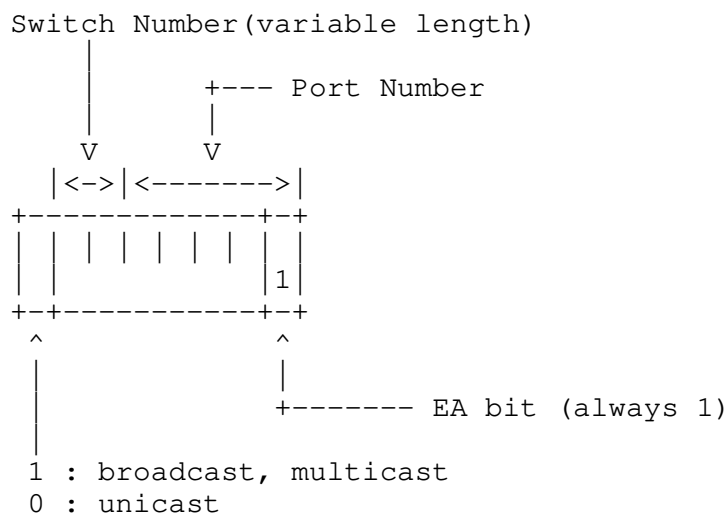 Switch Number(variable length)
    |
    |      +--- Port Number
    |      |
    V      V
  |<->|<------->|
+-------------+-+
| | | | | | | | |
| |           |1|
+-+-----------+-+
 ^             ^
 |             |
 |             +------- EA bit (always 1)
 |
 1 : broadcast, multicast
 0 : unicast